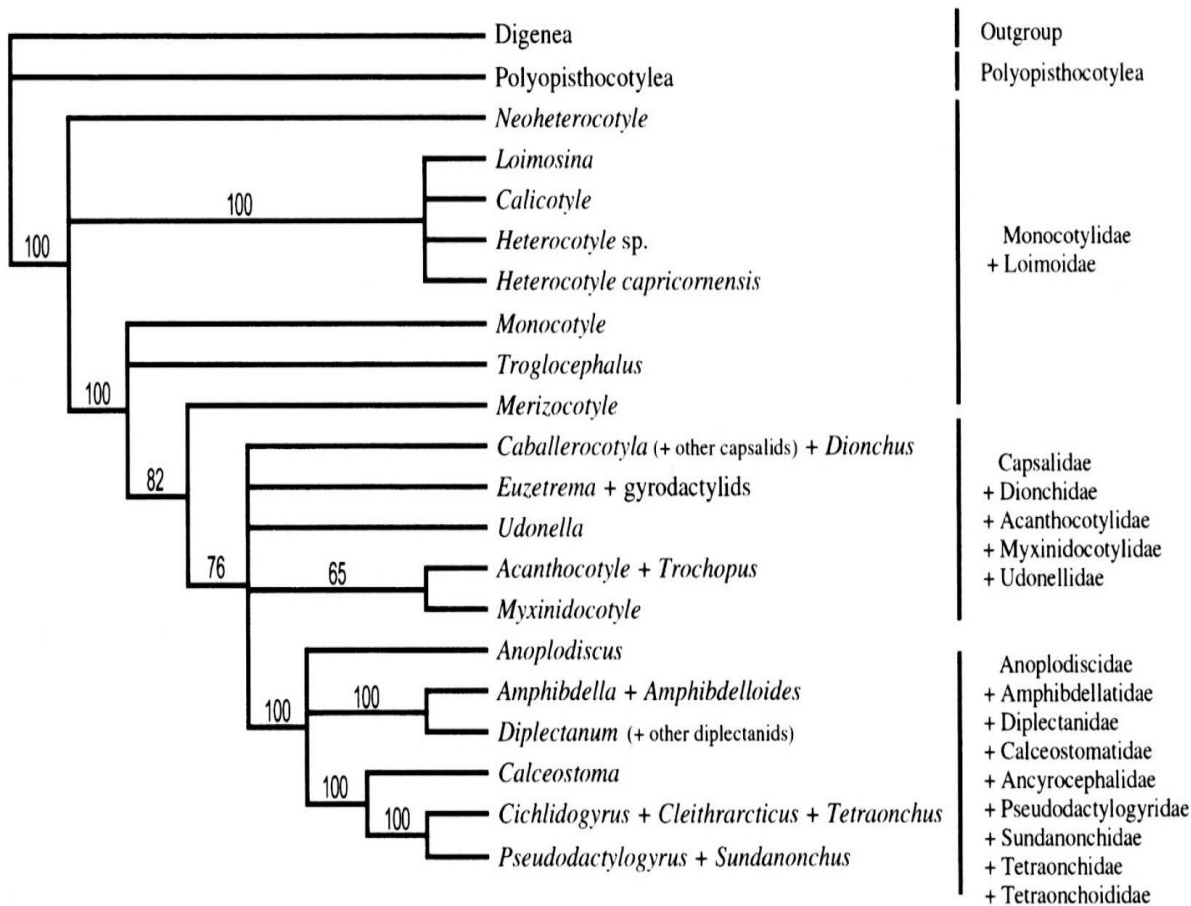 Digenea
Polyopisthocotylea
Neoheterocotyle
Loimosina
Calicotyle
Heterocotyle sp.
Heterocotyle capricornensis
Monocotyle
Troglocephalus
Merizocotyle
Caballerocotyla (+ other capsalids) + Dionchus
Euzetrema + gyrodactylids
Udonella
Acanthocotyle + Trochopus
Myxinidocotyle
Anoplodiscus
Amphibdella + Amphibdelloides
Diplectanum (+ other diplectanids)
Calceostoma
Cichlidogyrus + Cleithrarcticus + Tetraonchus
Pseudodactylogyrus + Sundanonchus
100
100
100
82
76
65
100
100
100
100
Outgroup
Polyopisthocotylea
Monocotylidae
+ Loimoidae
Capsalidae
+ Dionchidae
+ Acanthocotylidae
+ Myxinidocotylidae
+ Udonellidae
Anoplodiscidae
+ Amphibdellatidae
+ Diplectanidae
+ Calceostomatidae
+ Ancyrocephalidae
+ Pseudodactylogyridae
+ Sundanonchidae
+ Tetraonchidae
+ Tetraonchoididae